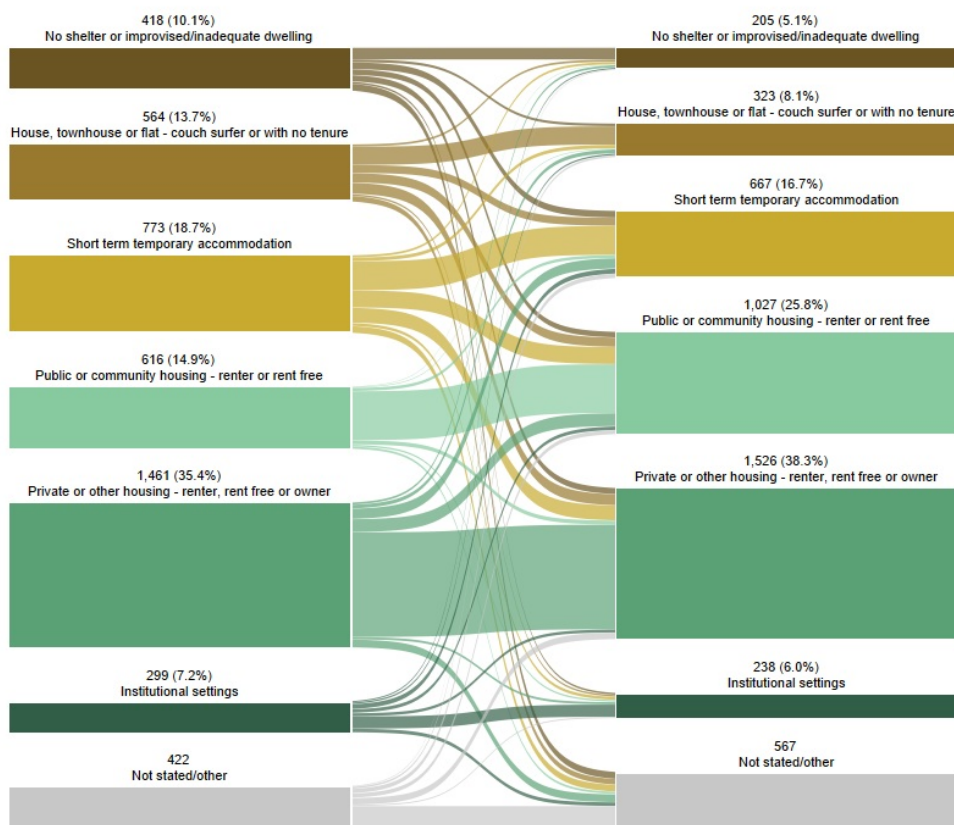 418 (10.1%)
No shelter or improvised/inadequate dwelling
564 (13.7%)
House, townhouse or flat - couch surfer or with no tenure
773 (18.7%)
Short term temporary accommodation
616 (14.9%)
Public or community housing - renter or rent free
1,461 (35.4%)
Private or other housing - renter, rent free or owner
299 (7.2%)
Institutional settings
422
Not stated/other
205 (5.1%)
No shelter or improvised/inadequate dwelling
323 (8.1%)
House, townhouse or flat - couch surfer or with no tenure
667 (16.7%)
Short term temporary accommodation
1,027 (25.8%)
Public or community housing - renter or rent free
1,526 (38.3%)
Private or other housing - renter, rent free or owner
238 (6.0%)
Institutional settings
567
Not stated/other